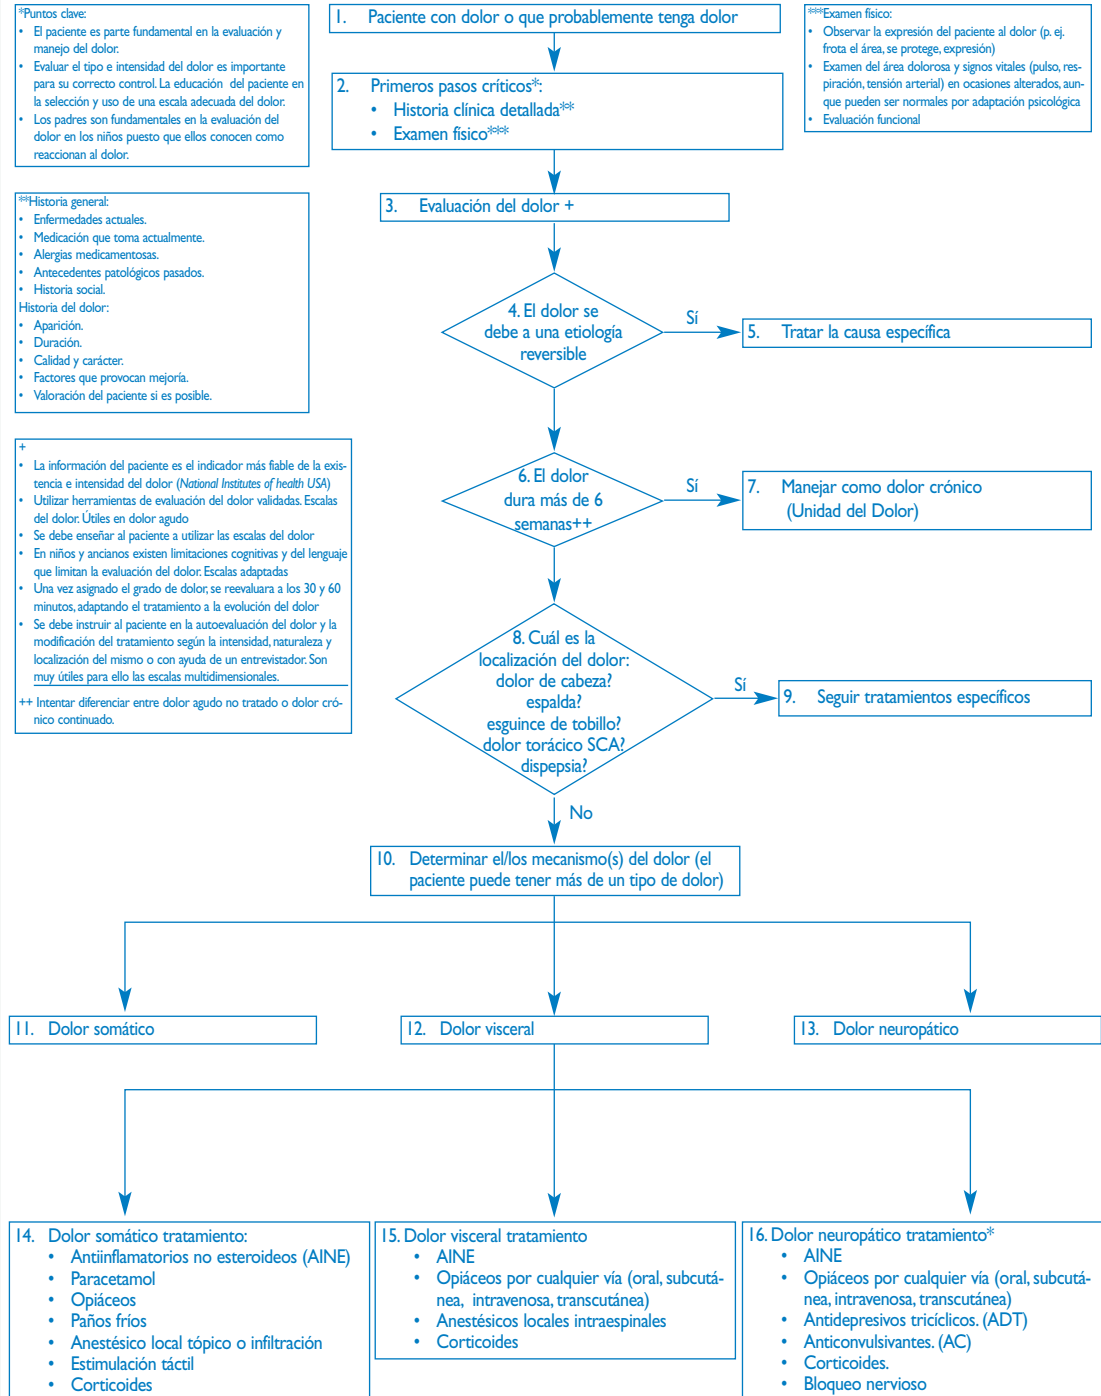 *Puntos clave:
• El paciente es parte fundamental en la evaluación y
manejo del dolor.
• Evaluar el tipo e intensidad del dolor es importante
para su correcto control. La educación del paciente en
la selección y uso de una escala adecuada del dolor.
• Los padres son fundamentales en la evaluación del
dolor en los niños puesto que ellos conocen como
reaccionan al dolor.
1. Paciente con dolor o que probablemente tenga dolor
2. Primeros pasos críticos*:
• Historia clínica detallada**
• Examen físico***
***Examen físico:
• Observar la expresión del paciente al dolor (p. ej.
frota el área, se protege, expresión)
• Examen del área dolorosa y signos vitales (pulso, res-
piración, tensión arterial) en ocasiones alterados, aun-
que pueden ser normales por adaptación psicológica
• Evaluación funcional
**Historia general:
• Enfermedades actuales.
• Medicación que toma actualmente.
• Alergias medicamentosas.
• Antecedentes patológicos pasados.
• Historia social.
Historia del dolor:
• Aparición.
• Duración.
• Calidad y carácter.
• Factores que provocan mejoría.
• Valoración del paciente si es posible.
3. Evaluación del dolor +
4. El dolor se
debe a una etiología
reversible
Sí
5. Tratar la causa específica
+
• La información del paciente es el indicador más fiable de la exis-
tencia e intensidad del dolor (National Institutes of health USA)
• Utilizar herramientas de evaluación del dolor validadas. Escalas
del dolor. Útiles en dolor agudo
• Se debe enseñar al paciente a utilizar las escalas del dolor
• En niños y ancianos existen limitaciones cognitivas y del lenguaje
que limitan la evaluación del dolor. Escalas adaptadas
• Una vez asignado el grado de dolor, se reevaluara a los 30 y 60
minutos, adaptando el tratamiento a la evolución del dolor
• Se debe instruir al paciente en la autoevaluación del dolor y la
modificación del tratamiento según la intensidad, naturaleza y
localización del mismo o con ayuda de un entrevistador. Son
muy útiles para ello las escalas multidimensionales.
++ Intentar diferenciar entre dolor agudo no tratado o dolor cró-
nico continuado.
6. El dolor
dura más de 6
semanas++
Sí
7. Manejar como dolor crónico
(Unidad del Dolor)
8. Cuál es la
localización del dolor:
dolor de cabeza?
espalda?
esguince de tobillo?
dolor torácico SCA?
dispepsia?
Sí
9. Seguir tratamientos específicos
No
10. Determinar el/los mecanismo(s) del dolor (el
paciente puede tener más de un tipo de dolor)
11. Dolor somático
12. Dolor visceral
13. Dolor neuropático
14. Dolor somático tratamiento:
• Antiinflamatorios no esteroideos (AINE)
• Paracetamol
• Opiáceos
• Paños fríos
• Anestésico local tópico o infiltración
• Estimulación táctil
• Corticoides
15. Dolor visceral tratamiento
• AINE
• Opiáceos por cualquier vía (oral, subcutá-
nea, intravenosa, transcutánea)
• Anestésicos locales intraespinales
• Corticoides
16. Dolor neuropático tratamiento*
• AINE
• Opiáceos por cualquier vía (oral, subcutá-
nea, intravenosa, transcutánea)
• Antidepresivos tricíclicos. (ADT)
• Anticonvulsivantes. (AC)
• Corticoides.
• Bloqueo nervioso